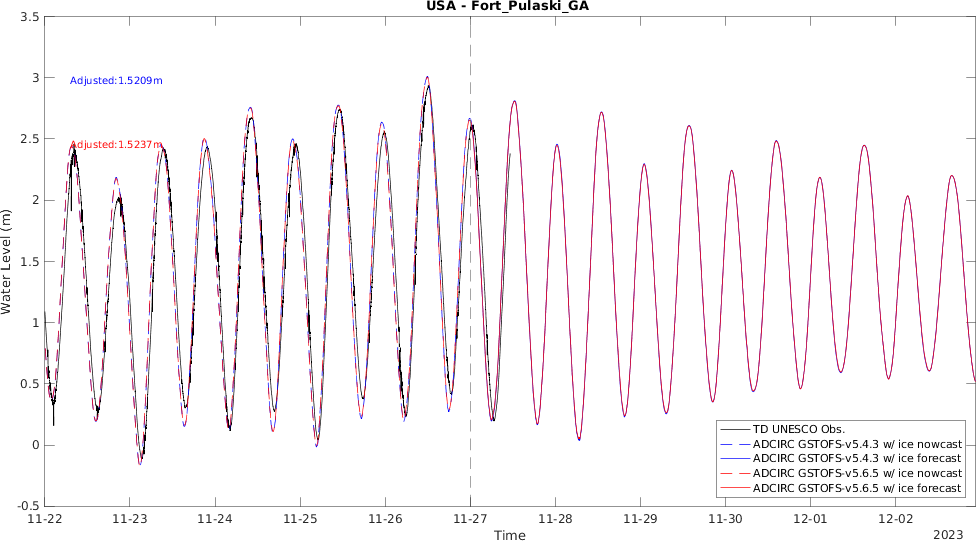 USA - Fort_Pulaski_GA
3.5
3
2.5
2
1.5
1
0.5
0
-0.5
Water Level (m)
Adjusted:1.5209m
Adjusted:1.5237m
TD UNESCO Obs.
ADCIRC GSTOFS-v5.4.3 w/ ice nowcast
ADCIRC GSTOFS-v5.4.3 w/ ice forecast
ADCIRC GSTOFS-v5.6.5 w/ ice nowcast
ADCIRC GSTOFS-v5.6.5 w/ ice forecast
11-22 11-23 11-24 11-25 11-26 11-27 11-28 11-29 11-30 12-01 12-02
Time
2023